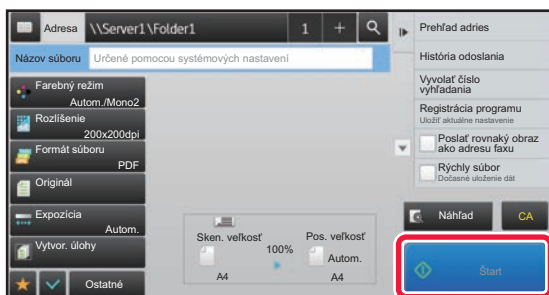 Adresa \\Server1\Folder1 1 +
Názov súboru Určené pomocou systémových nastavení
Farebný režim
Autom./Mono2
Rozlíšenie
200x200dpi
Formát súboru
PDF
Originál
Expozícia
Autom.
Vytvor. úlohy
Ostatné
Sken. veľkosť
A4
100%
Pos. veľkosť
Autom.
A4
Prehľad adries
História odoslania
Vyvolať číslo
vyhľadania
Registrácia programu
Uložiť aktuálne nastavenie
Poslať rovnaký obraz
ako adresu faxu
Rýchly súbor
Dočasné uloženie dát
Náhľad
CA
Štart